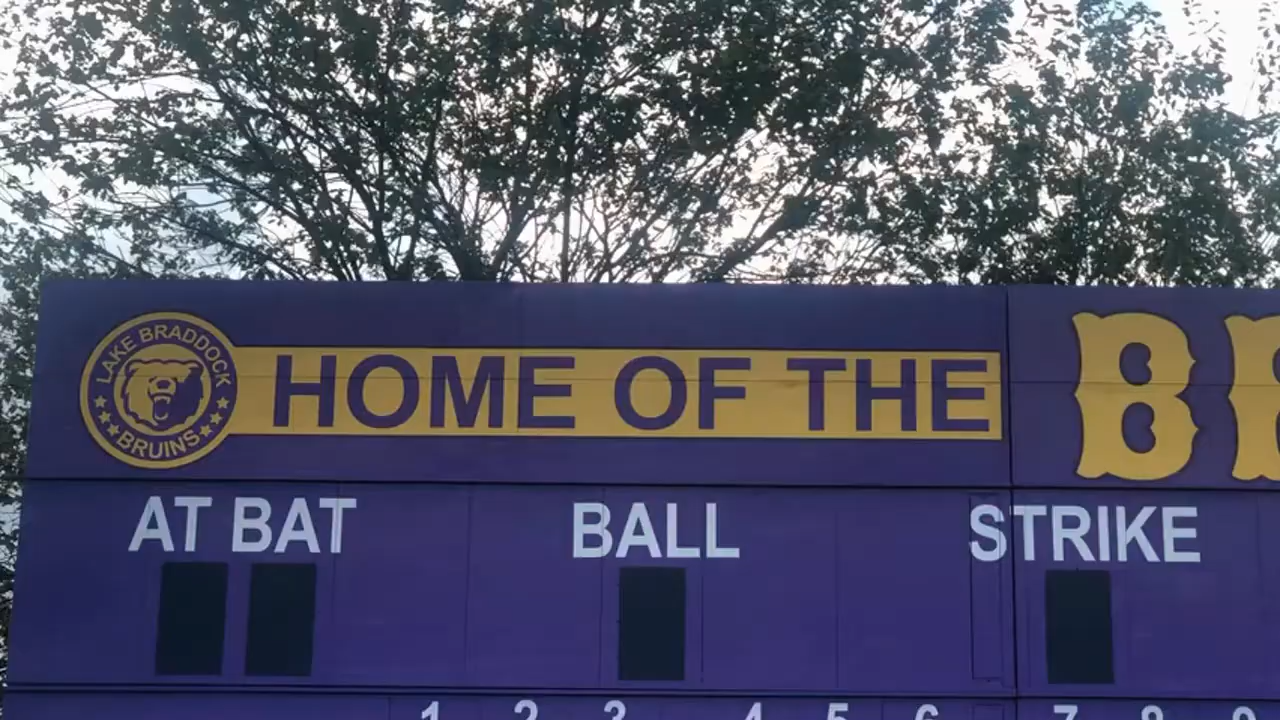 LAKE BRADDOCK
BRUINS
HOME OF THE
AT BAT BALL STRIKE
1 2 3 4 5 6 7 8 9